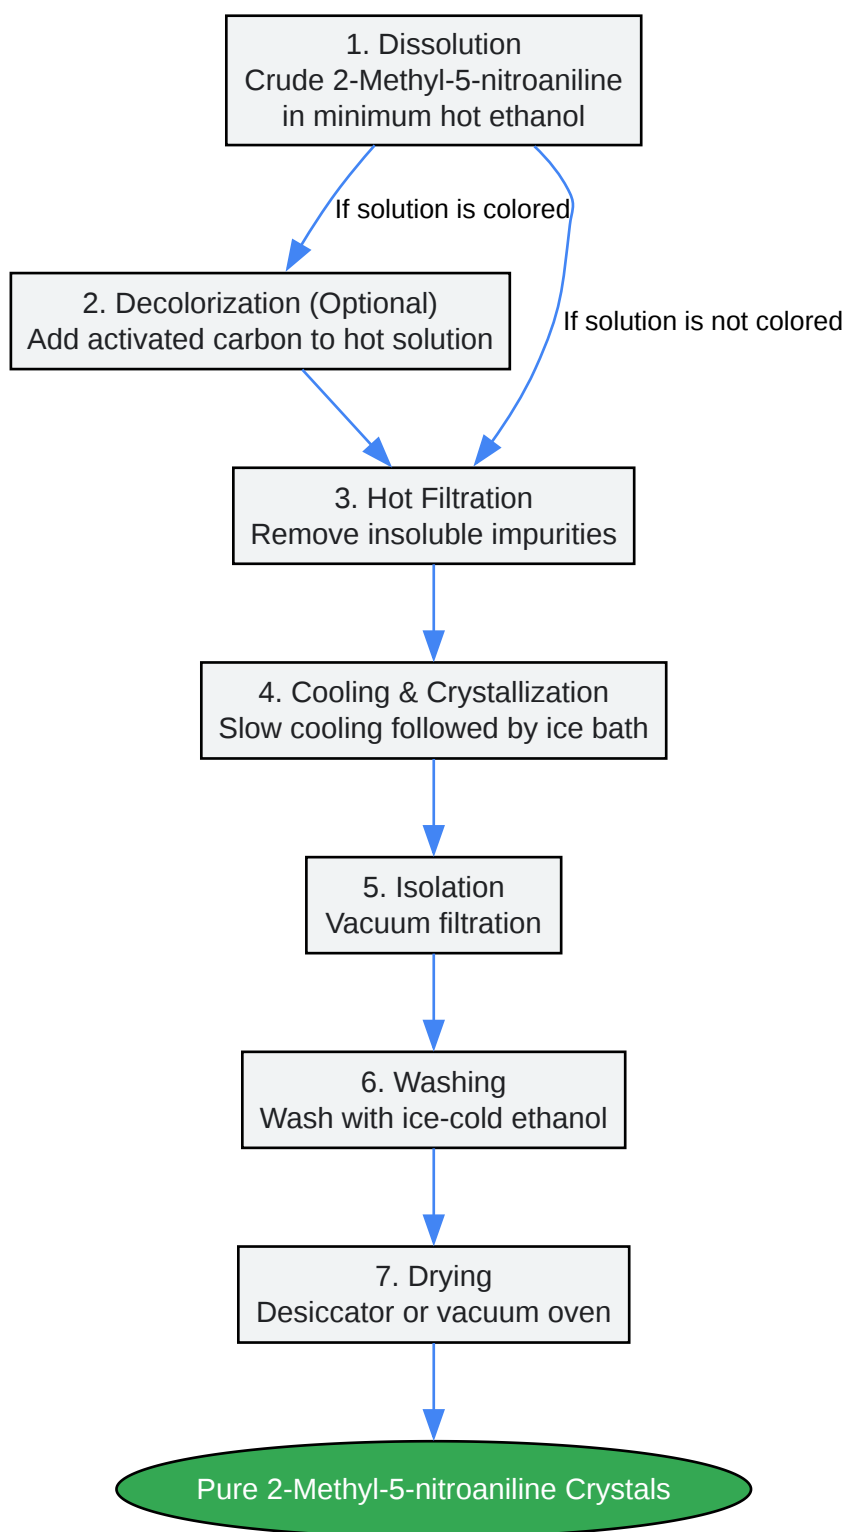 1. Dissolution
Crude 2-Methyl-5-nitroaniline
in minimum hot ethanol
If solution is colored
2. Decolorization (Optional)
Add activated carbon to hot solution
If solution is not colored
3. Hot Filtration
Remove insoluble impurities
4. Cooling & Crystallization
Slow cooling followed by ice bath
5. Isolation
Vacuum filtration
6. Washing
Wash with ice-cold ethanol
7. Drying
Desiccator or vacuum oven
Pure 2-Methyl-5-nitroaniline Crystals